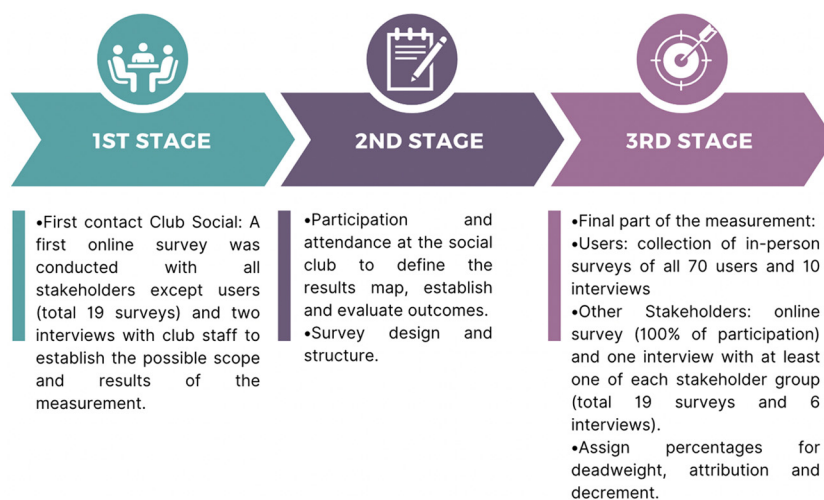 1ST STAGE
•First contact Club Social: A
first online survey was
conducted with all
stakeholders except users
(total 19 surveys) and two
interviews with club staff to
establish the possible scope
and results of the
measurement.
2ND STAGE
•Participation and
attendance at the social
club to define the
results map, establish
and evaluate outcomes.
•Survey design and
structure.
3RD STAGE
•Final part of the measurement:
•Users: collection of in-person
surveys of all 70 users and 10
interviews
•Other Stakeholders: online
survey (100% of participation)
and one interview with at least
one of each stakeholder group
(total 19 surveys and 6
interviews).
•Assign percentages for
deadweight, attribution and
decrement.